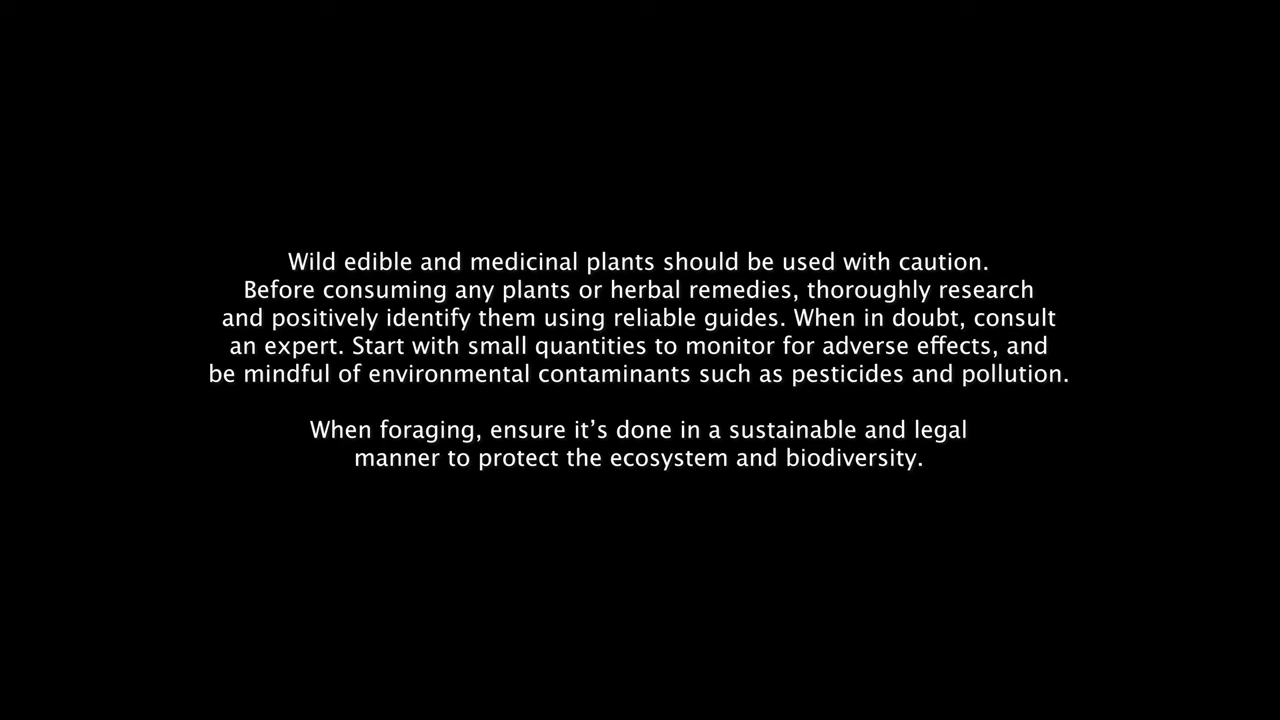 Wild edible and medicinal plants should be used with caution.
Before consuming any plants or herbal remedies, thoroughly research
and positively identify them using reliable guides. When in doubt, consult
an expert. Start with small quantities to monitor for adverse effects, and
be mindful of environmental contaminants such as pesticides and pollution.
When foraging, ensure it’s done in a sustainable and legal
manner to protect the ecosystem and biodiversity.